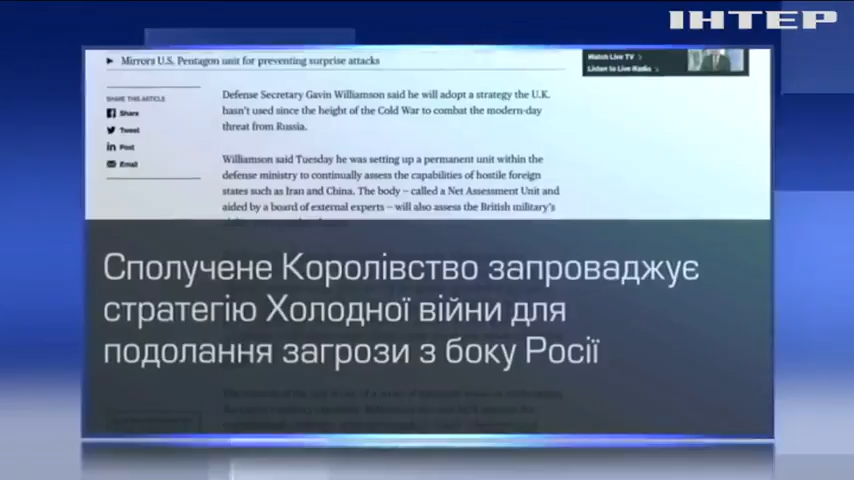 ІНТЕР
Mirrors U.S. Pentagon unit for preventing surprise attacks
Watch Live TV
Listen to Live Radio
SHARE THIS ARTICLE
Share
Tweet
Post
Email
Defense Secretary Gavin Williamson said he will adopt a strategy the U.K.
hasn't used since the height of the Cold War to combat the modern-day
threat from Russia.
Williamson said Tuesday he was setting up a permanent unit within the
defense ministry to continually assess the capabilities of hostile foreign
states such as Iran and China. The body – called a Net Assessment Unit and
aided by a board of external experts – will also assess the British military's
Сполучене Королівство запроваджує
стратегію Холодної війни для
подолання загрози з боку Росії